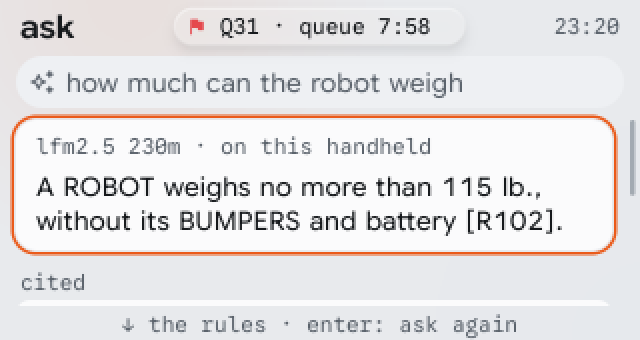 ask
Q31 · queue 7:58
23:20
how much can the robot weigh
lfm2.5 230m · on this handheld
A ROBOT weighs no more than 115 lb.,
without its BUMPERS and battery [R102].
cited
↓ the rules · enter: ask again